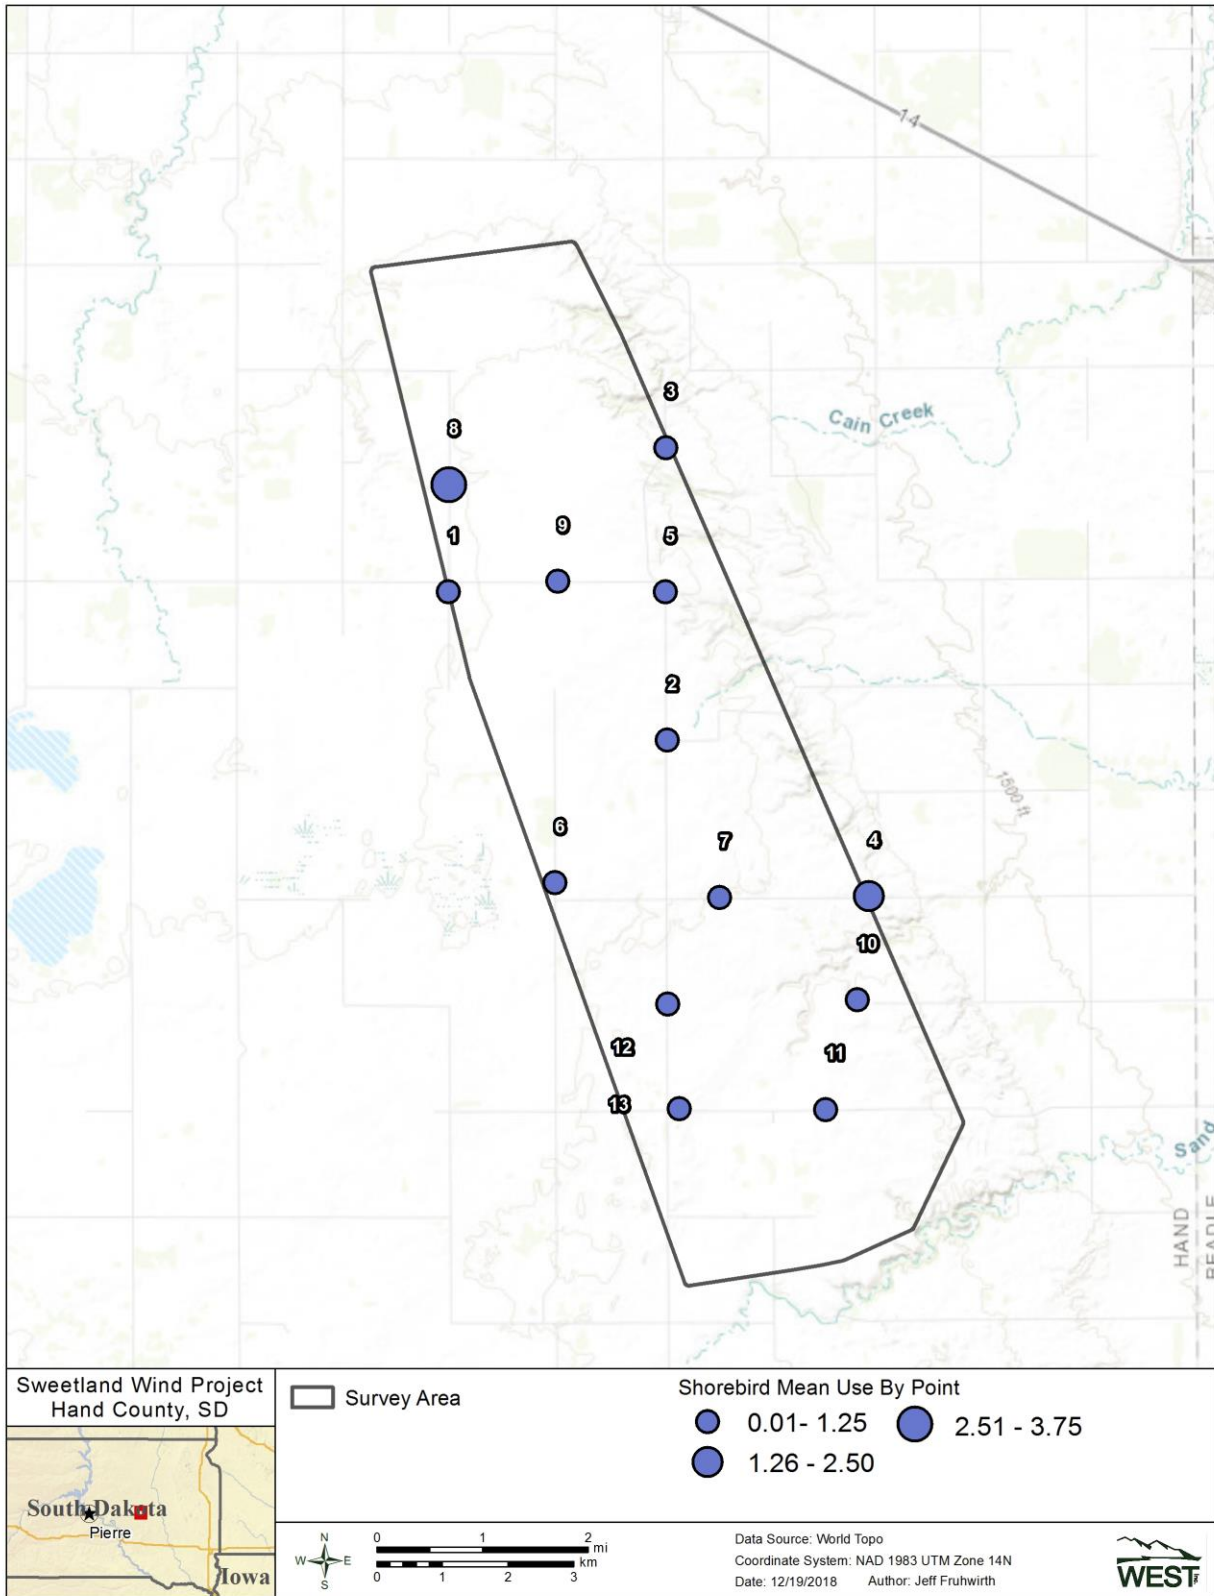 14
3
Cain Creek
8
9
1
5
2
1500 ft
6
7
4
10
12
11
13
Sand
HAND
BEADLE
Sweetland Wind Project
Hand County, SD
Survey Area
Shorebird Mean Use By Point
0.01- 1.25
2.51 - 3.75
1.26 - 2.50
South Dakota
Pierre
Iowa
N
W E
S
0 1 2
mi
km
0 1 2 3
Data Source: World Topo
Coordinate System: NAD 1983 UTM Zone 14N
Date: 12/19/2018 Author: Jeff Fruhwirth
WEST